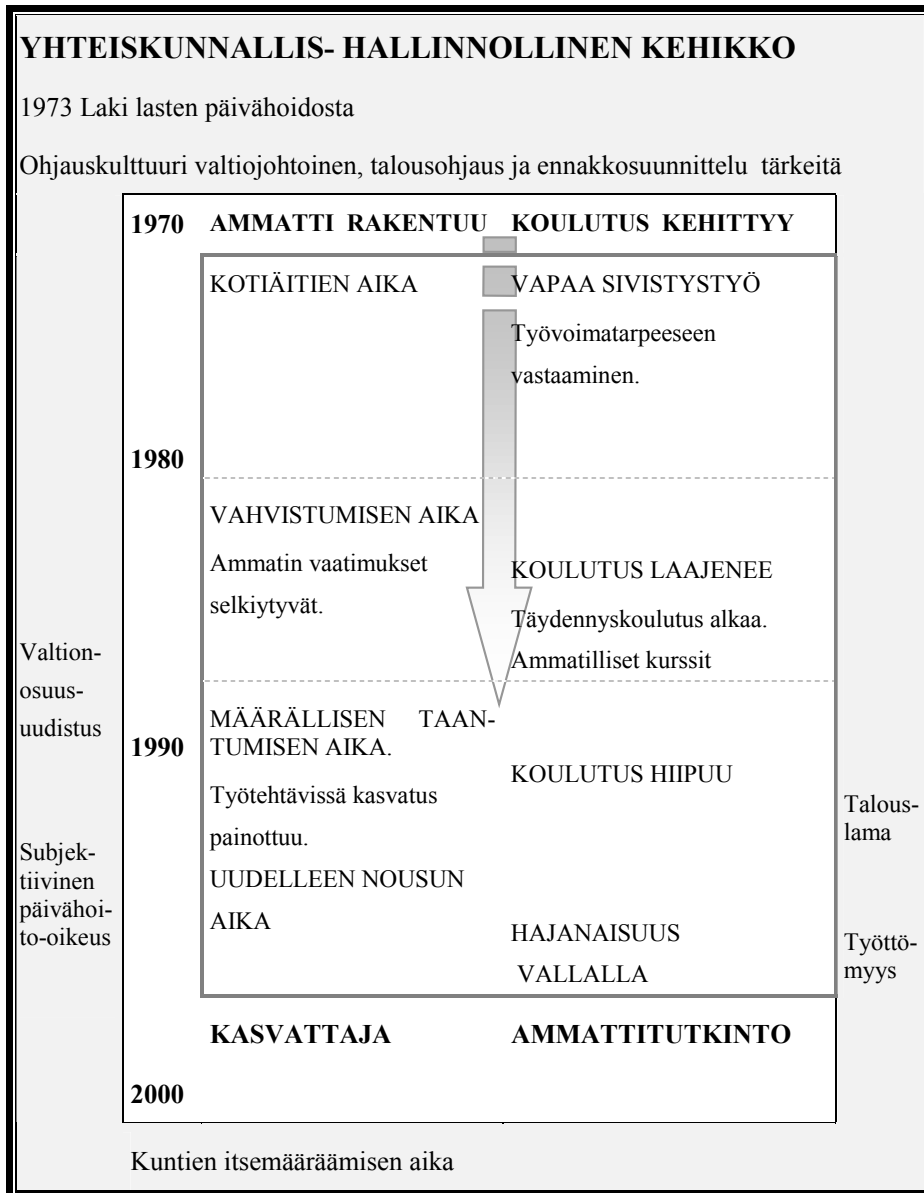 YHTEISKUNNALLIS- HALLINNOLLINEN KEHIKKO
1973 Laki lasten päivähoidosta
Ohjauskulttuuri valtiojohtoinen, talousohjaus ja ennakkosuunnittelu tärkeitä
1970 AMMATTI RAKENTUU KOULUTUS KEHITTYY
KOTIÄITIEN AIKA
VAPAA SIVISTYSTYÖ
Työvoimatarpeeseen
vastaaminen.
1980
VAHVISTUMISEN AIKA
Ammatin vaatimukset
selkiytyvät.
KOULUTUS LAAJENEE
Täydennyskoulutus alkaa.
Ammatilliset kurssit
Valtion-
osuus-
uudistus
1990
MÄÄRÄLLISEN TAAN-
TUMISEN AIKA.
Työtehtävissä kasvatus
painottuu.
UUDELLEEN NOUSUN
AIKA
KOULUTUS HIIPUU
HAJANAISUUS
VALLALLA
Talous-
lama
Subjek-
tiivinen
päivähoi-
to-oikeus
Työttö-
myys
KASVATTAJA AMMATTITUTKINTO
2000
Kuntien itsemääräämisen aika